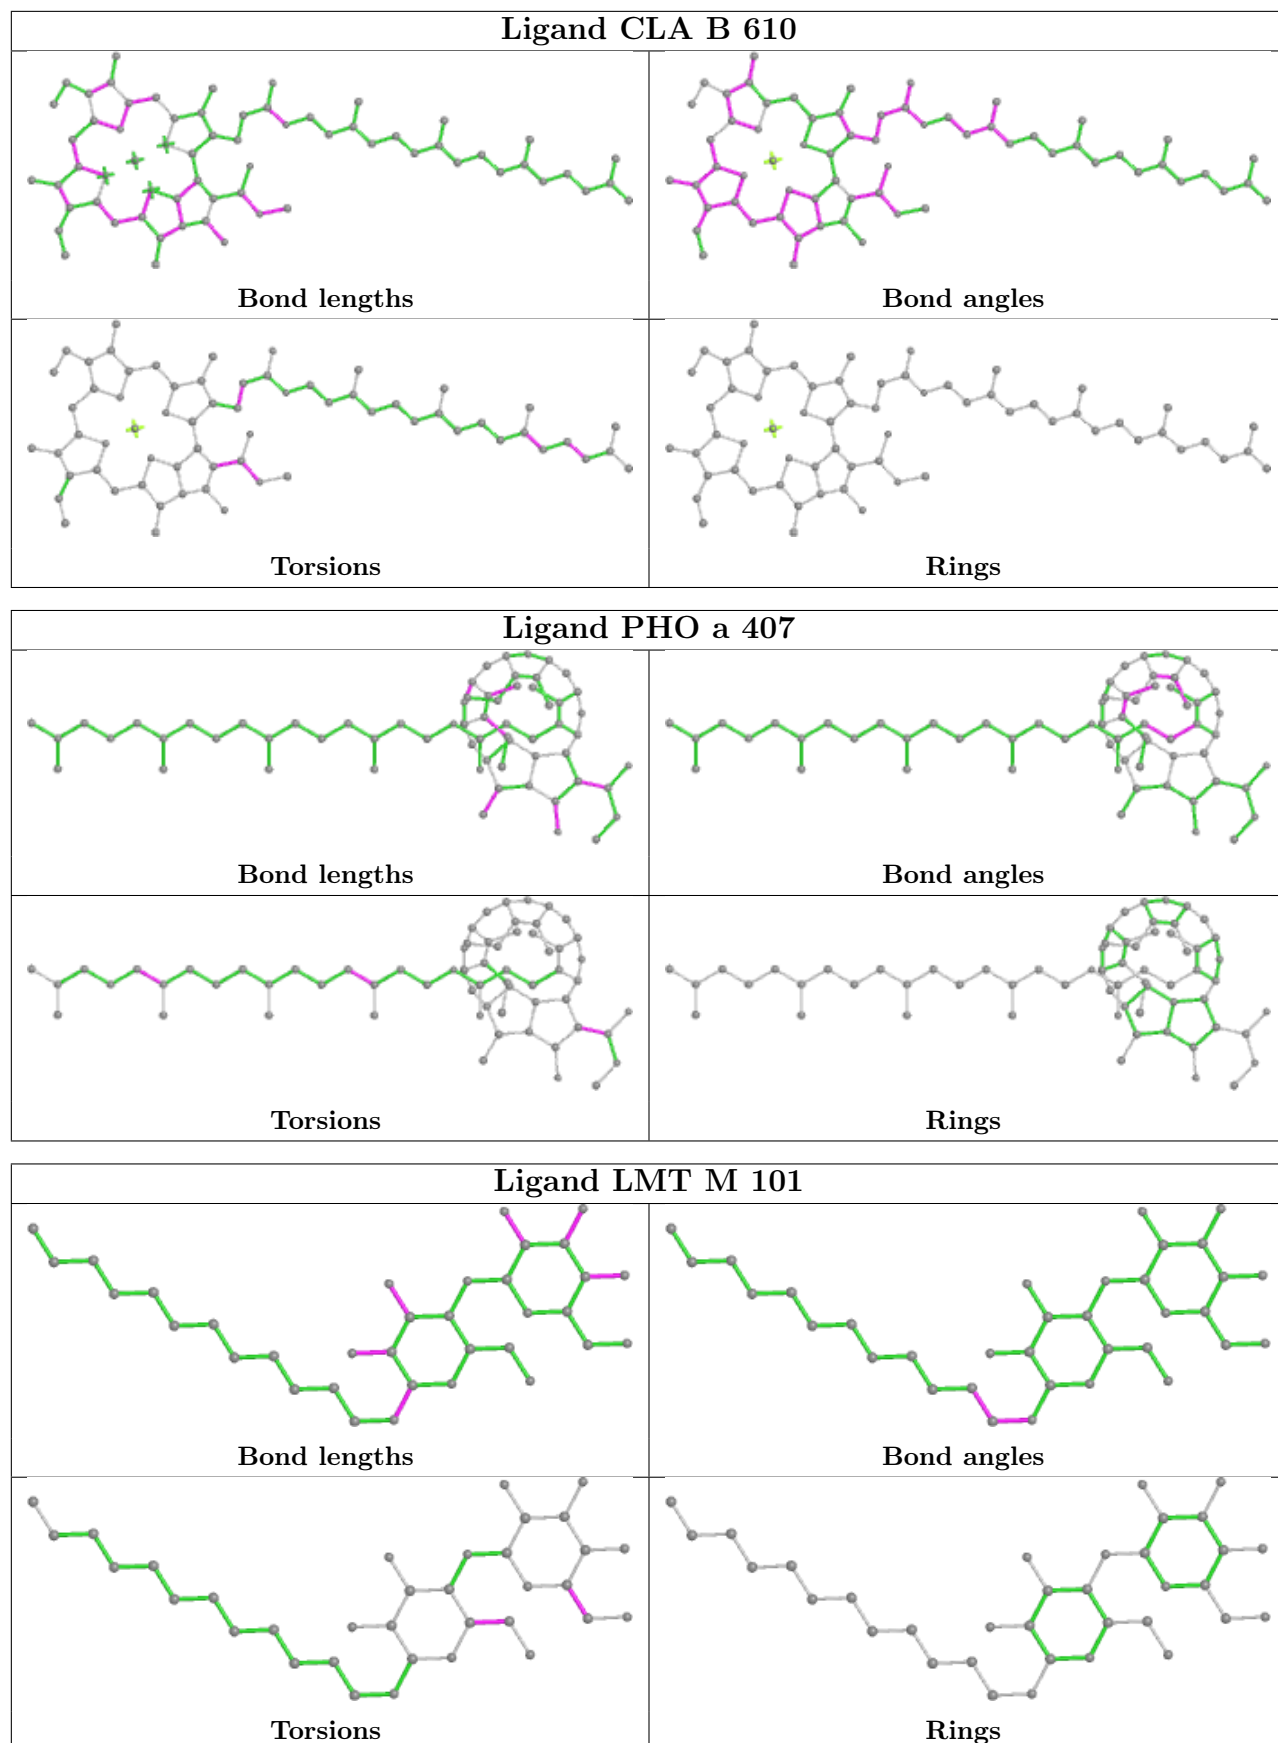 Ligand CLA B 610
Bond lengths
Bond angles
Torsions
Rings
Ligand PHO a 407
Bond lengths
Bond angles
Torsions
Rings
Ligand LMT M 101
Bond lengths
Bond angles
Torsions
Rings